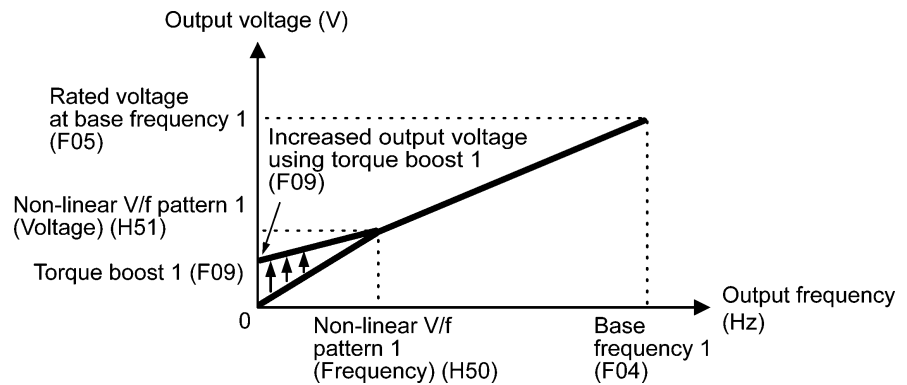 Output voltage (V)
Rated voltage
at base frequency 1
(F05)
Increased output voltage
using torque boost 1
(F09)
Non-linear V/f pattern 1
(Voltage) (H51)
Torque boost 1 (F09)
0
Non-linear V/f
pattern 1
(Frequency) (H50)
Base
frequency 1
(F04)
Output frequency
(Hz)